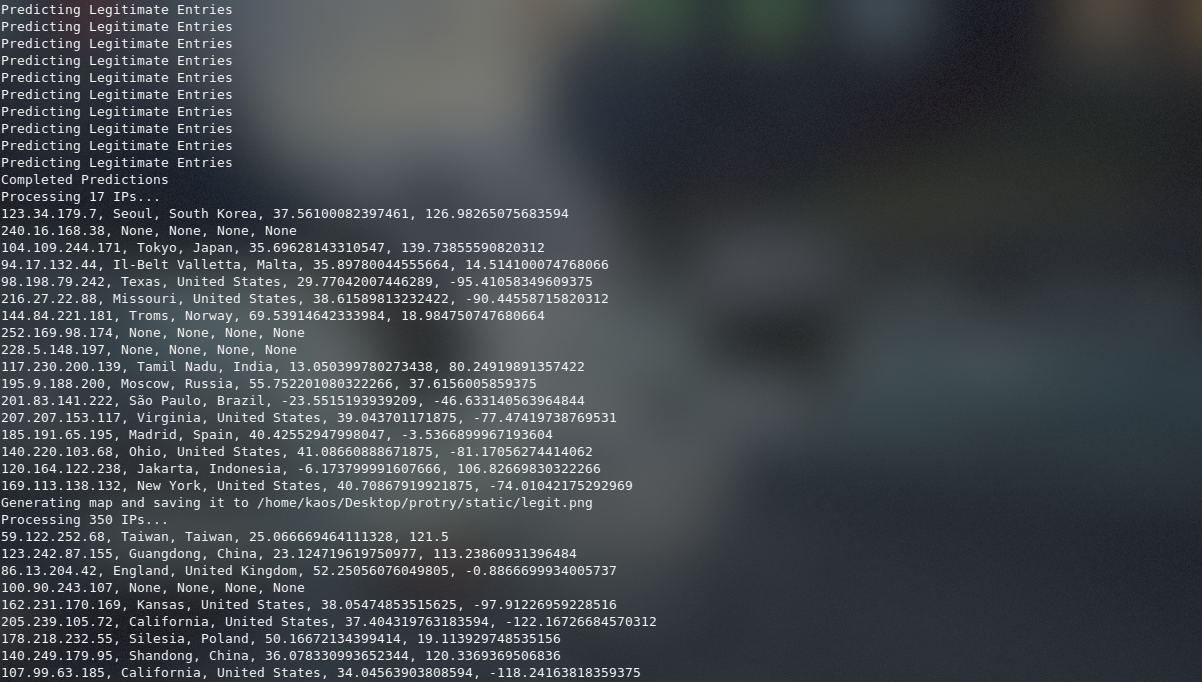 Predicting Legitimate Entries
Predicting Legitimate Entries
Predicting Legitimate Entries
Predicting Legitimate Entries
Predicting Legitimate Entries
Predicting Legitimate Entries
Predicting Legitimate Entries
Predicting Legitimate Entries
Predicting Legitimate Entries
Predicting Legitimate Entries
Completed Predictions
Processing 17 IPs...
123.34.179.7, Seoul, South Korea, 37.56100082397461, 126.98265075683594
240.16.168.38, None, None, None, None
104.109.244.171, Tokyo, Japan, 35.69628143310547, 139.73855590820312
94.17.132.44, Il-Belt Valletta, Malta, 35.89780044555664, 14.514100074768066
98.198.79.242, Texas, United States, 29.77042007446289, -95.41058349609375
216.27.22.88, Missouri, United States, 38.61589813232422, -90.44558715820312
144.84.221.181, Troms, Norway, 69.53914642333984, 18.984750747680664
252.169.98.174, None, None, None, None
228.5.148.197, None, None, None, None
117.230.200.139, Tamil Nadu, India, 13.050399780273438, 80.24919891357422
195.9.188.200, Moscow, Russia, 55.752201080322266, 37.6156005859375
201.83.141.222, São Paulo, Brazil, -23.5515193939209, -46.633140563964844
207.207.153.117, Virginia, United States, 39.043701171875, -77.47419738769531
185.191.65.195, Madrid, Spain, 40.42552947998047, -3.5366899967193604
140.220.103.68, Ohio, United States, 41.08660888671875, -81.17056274414062
120.164.122.238, Jakarta, Indonesia, -6.173799991607666, 106.82669830322266
169.113.138.132, New York, United States, 40.70867919921875, -74.01042175292969
Generating map and saving it to /home/kaos/Desktop/protry/static/legit.png
Processing 350 IPs...
59.122.252.68, Taiwan, Taiwan, 25.066669464111328, 121.5
123.242.87.155, Guangdong, China, 23.124719619750977, 113.23860931396484
86.13.204.42, England, United Kingdom, 52.25056076049805, -0.8866699934005737
100.90.243.107, None, None, None, None
162.231.170.169, Kansas, United States, 38.05474853515625, -97.91226959228516
205.239.105.72, California, United States, 37.404319763183594, -122.16726684570312
178.218.232.55, Silesia, Poland, 50.16672134399414, 19.113929748535156
140.249.179.95, Shandong, China, 36.078330993652344, 120.3369369506836
107.99.63.185, California, United States, 34.04563903808594, -118.24163818359375